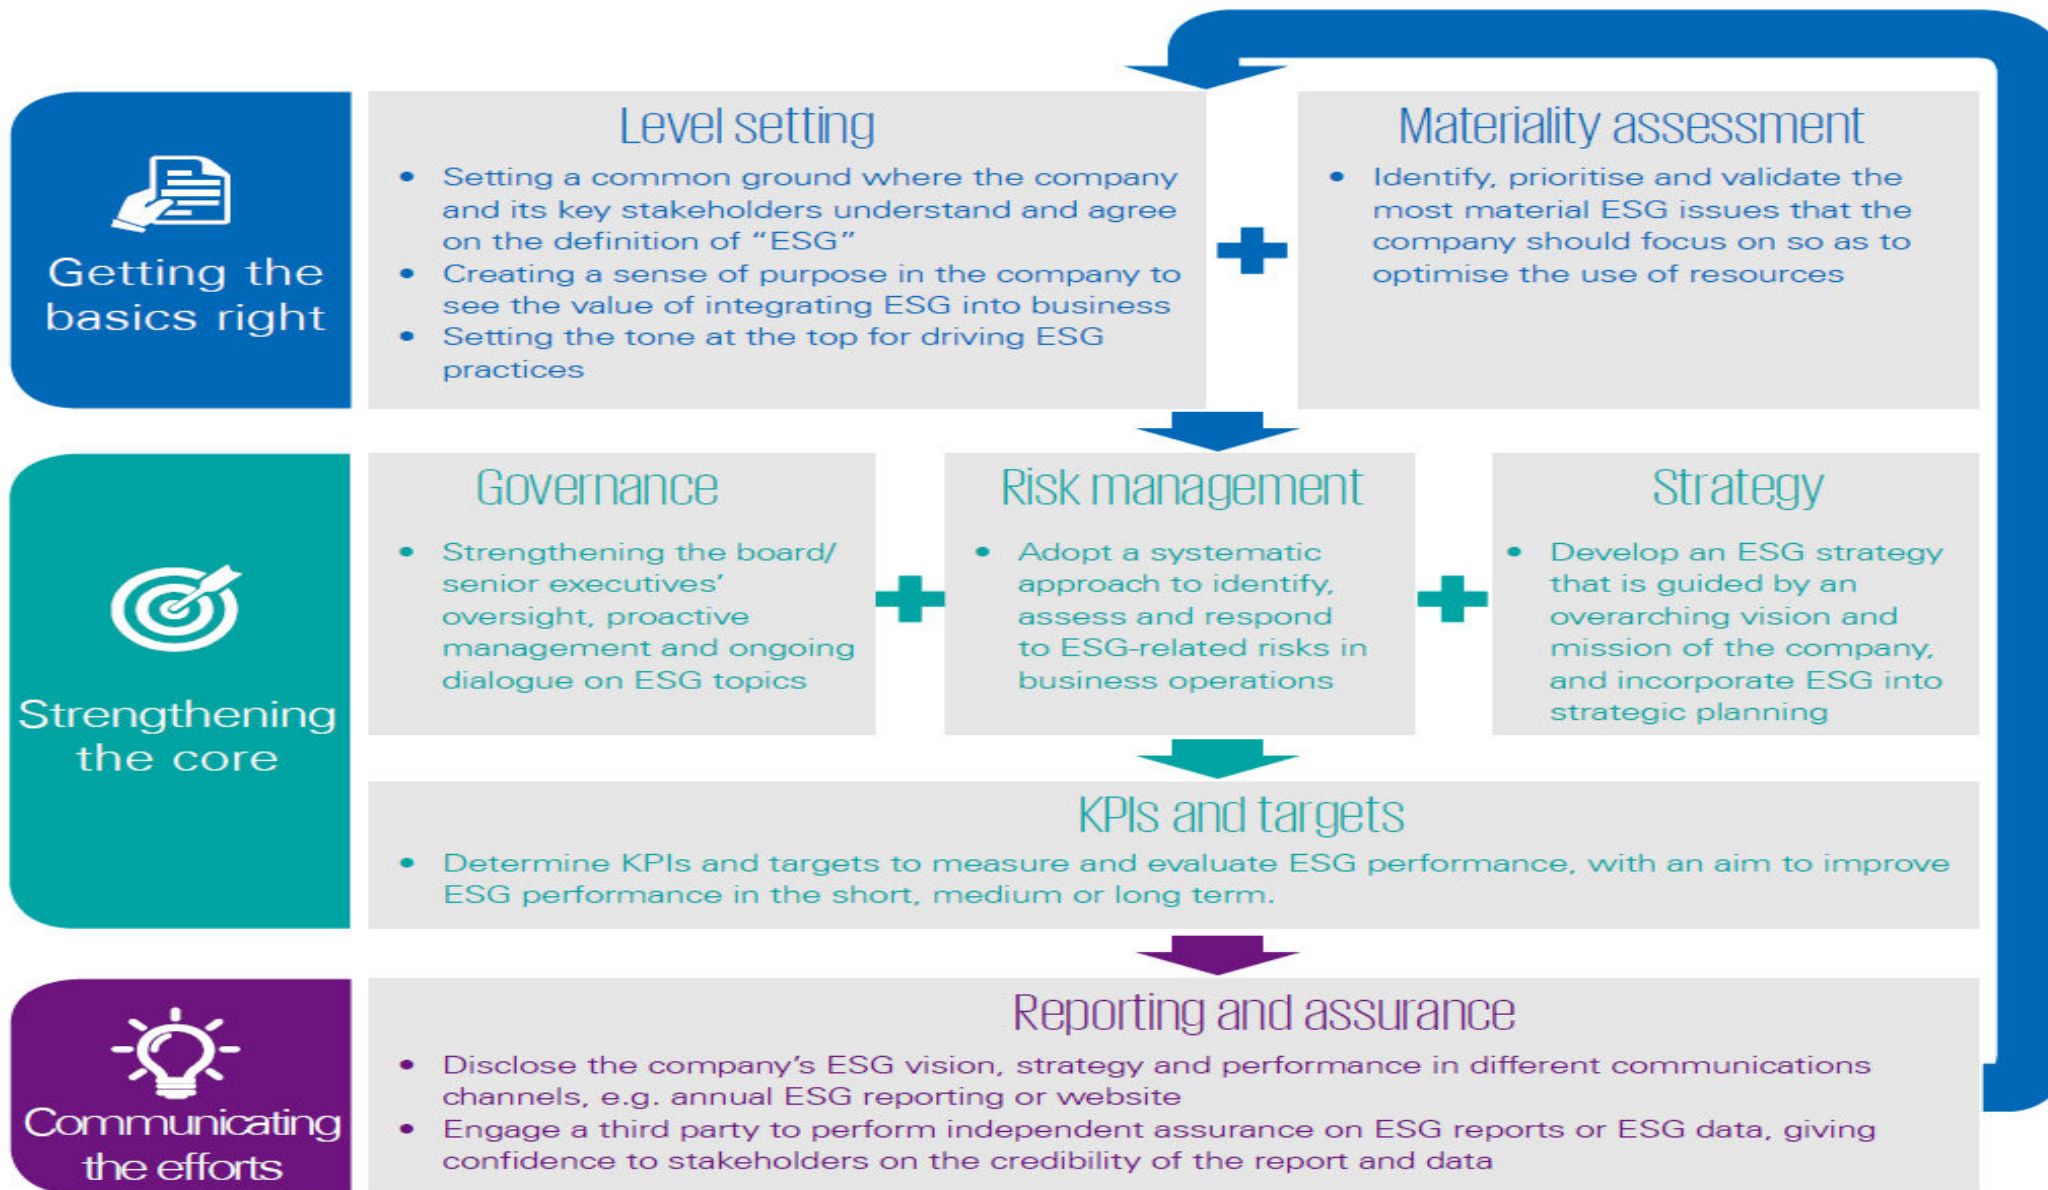 Getting the
basics right
Level setting
• Setting a common ground where the company
and its key stakeholders understand and agree
on the definition of “ESG”
• Creating a sense of purpose in the company to
see the value of integrating ESG into business
• Setting the tone at the top for driving ESG
practices
Materiality assessment
• Identify, prioritise and validate the
most material ESG issues that the
company should focus on so as to
optimise the use of resources
Strengthening
the core
Governance
• Strengthening the board/
senior executives’
oversight, proactive
management and ongoing
dialogue on ESG topics
Risk management
• Adopt a systematic
approach to identify,
assess and respond
to ESG-related risks in
business operations
Strategy
• Develop an ESG strategy
that is guided by an
overarching vision and
mission of the company,
and incorporate ESG into
strategic planning
KPIs and targets
• Determine KPIs and targets to measure and evaluate ESG performance, with an aim to improve
ESG performance in the short, medium or long term.
Communicating
the efforts
Reporting and assurance
• Disclose the company’s ESG vision, strategy and performance in different communications
channels, e.g. annual ESG reporting or website
• Engage a third party to perform independent assurance on ESG reports or ESG data, giving
confidence to stakeholders on the credibility of the report and data